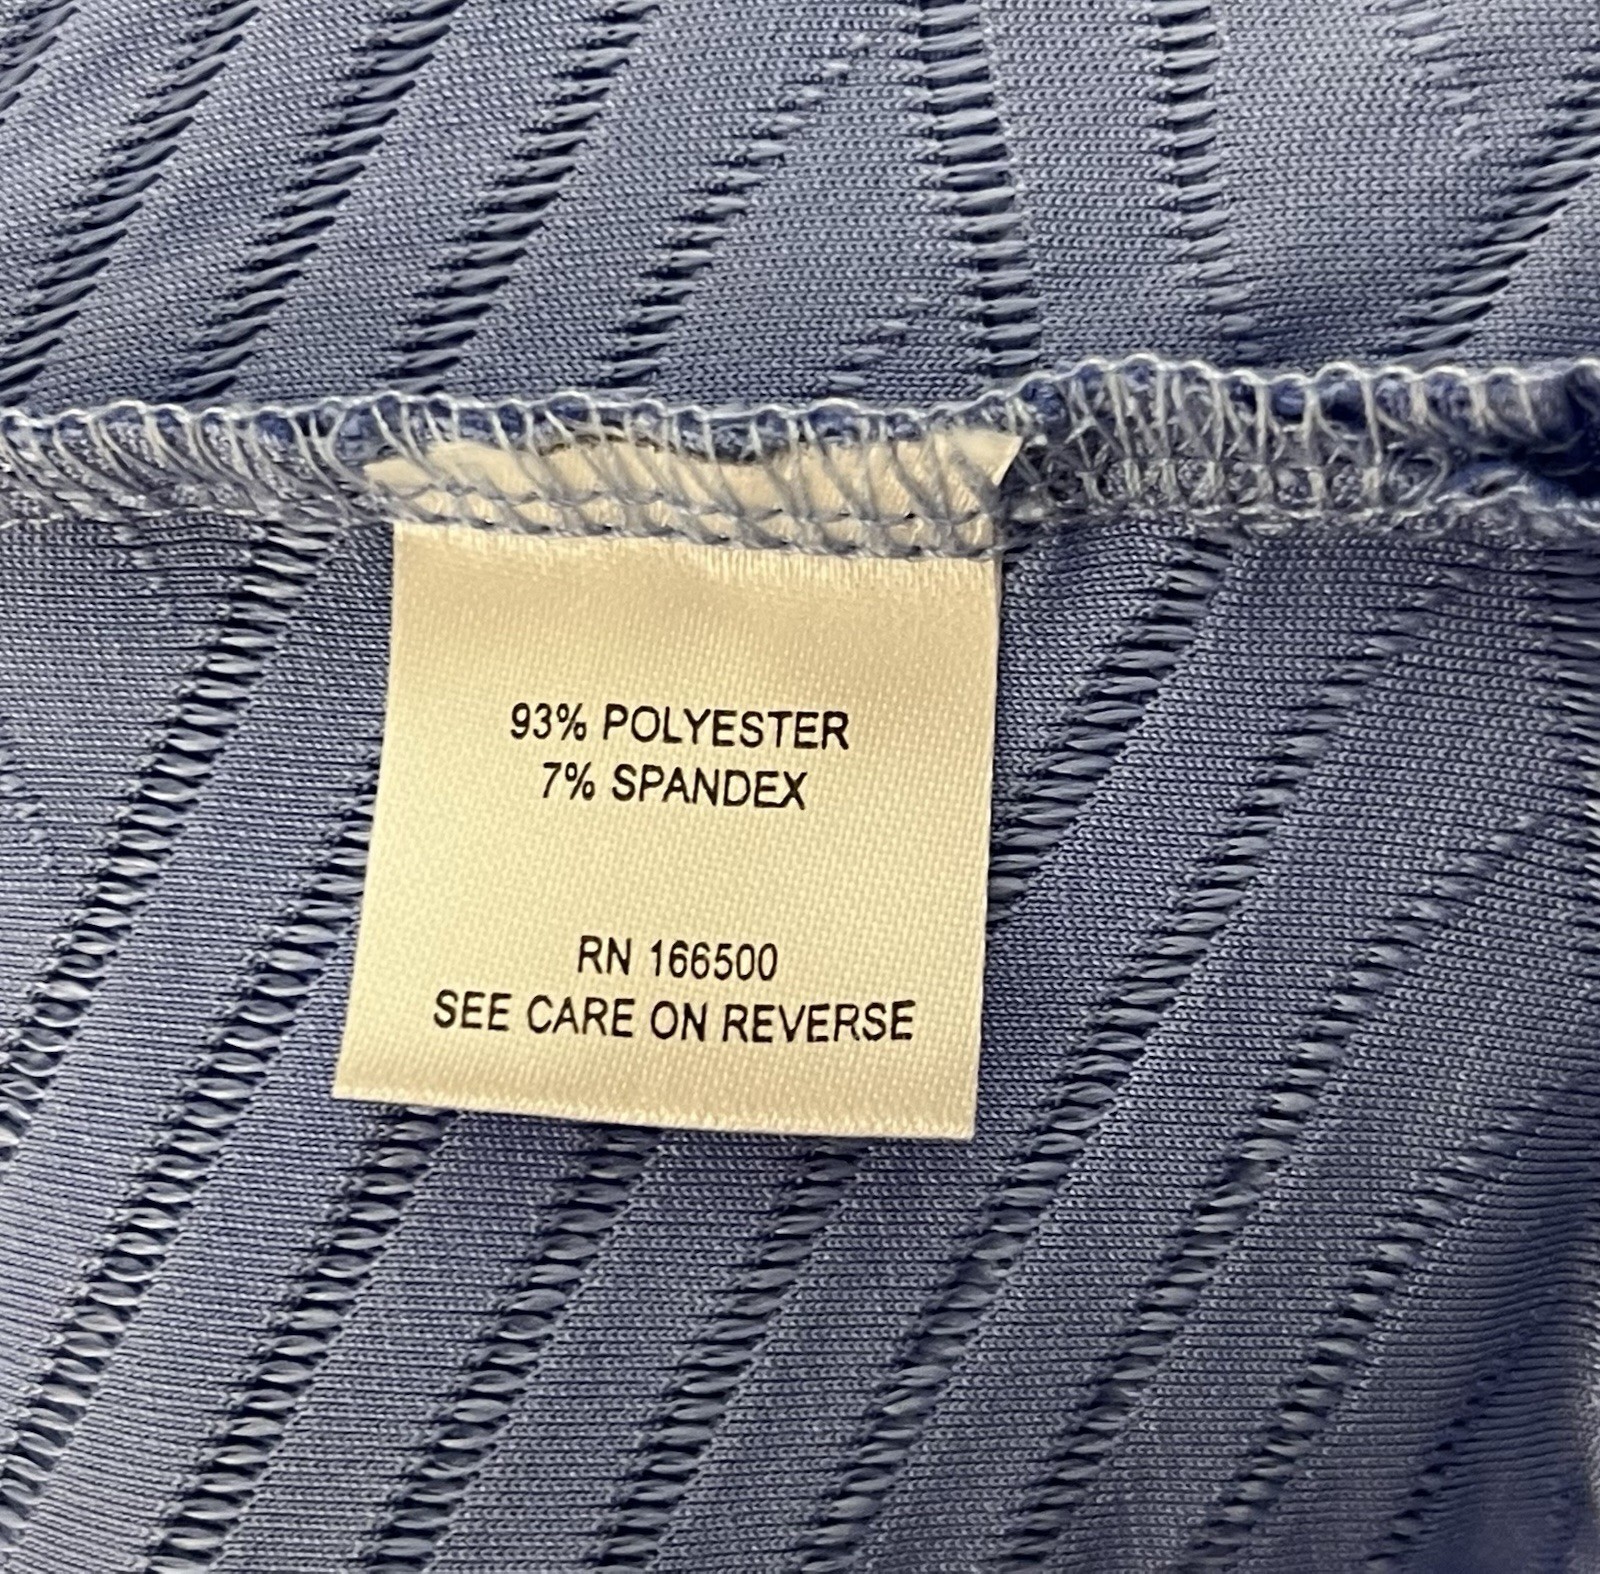 93% POLYESTER
7% SPANDEX
RN 166500
SEE CARE ON REVERSE